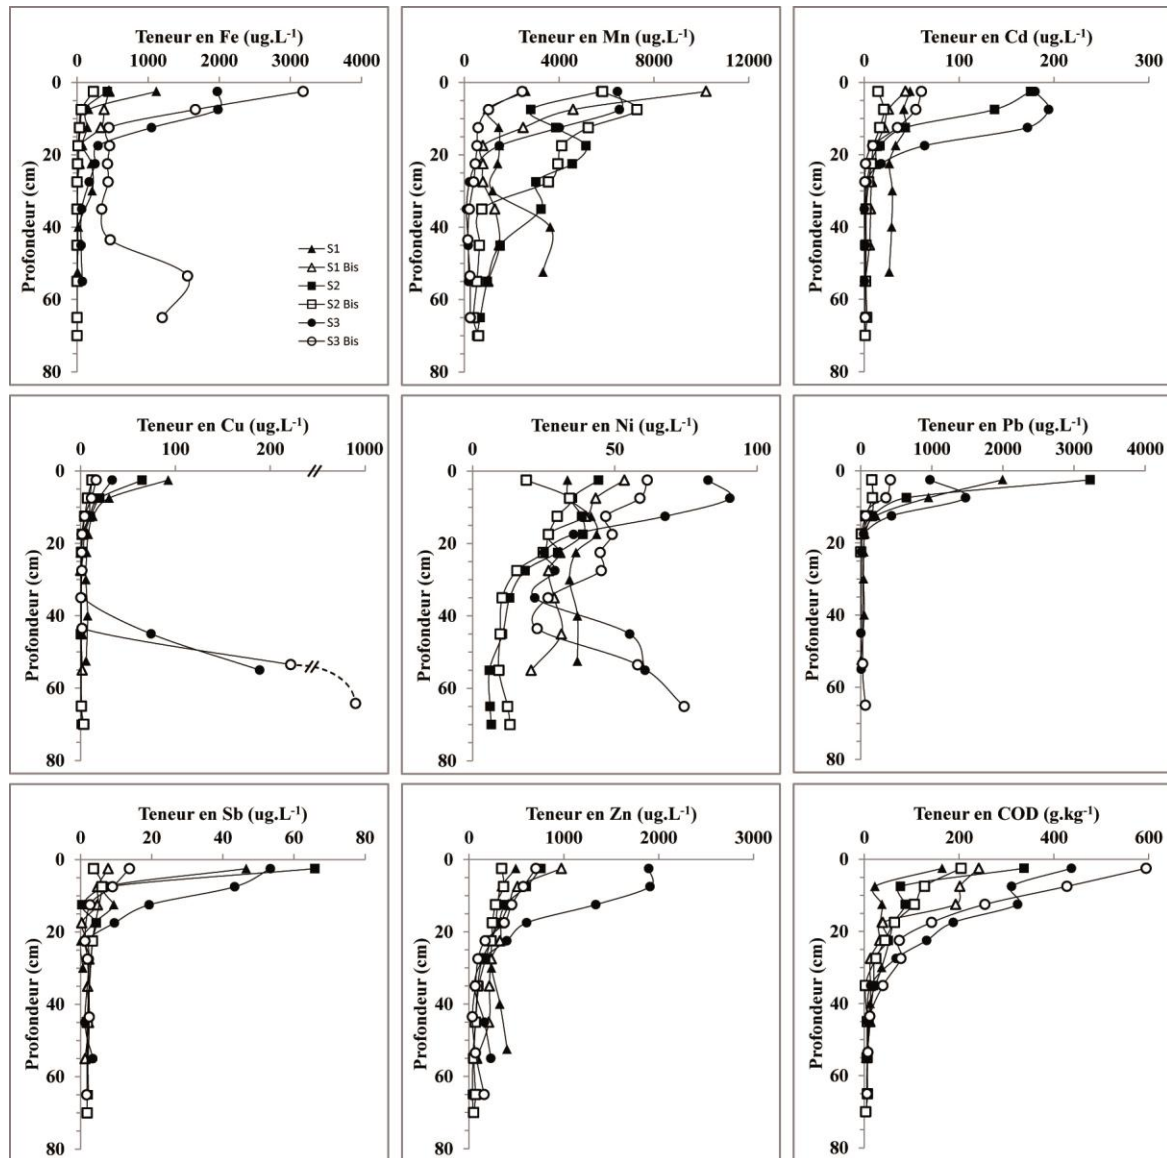 Teneur en Fe (ug.L⁻¹)
0 1000 2000 3000 4000
Profondeur (cm)
0
20
40
60
80
S1
S1 Bis
S2
S2 Bis
S3
S3 Bis
Teneur en Mn (ug.L⁻¹)
0 4000 8000 12000
Profondeur (cm)
0
20
40
60
80
Teneur en Cd (ug.L⁻¹)
0 100 200 300
Profondeur (cm)
0
20
40
60
80
Teneur en Cu (ug.L⁻¹)
0 100 200 1000
Profondeur (cm)
0
20
40
60
80
Teneur en Ni (ug.L⁻¹)
0 50 100
Profondeur (cm)
0
20
40
60
80
Teneur en Pb (ug.L⁻¹)
0 1000 2000 3000 4000
Profondeur (cm)
0
20
40
60
80
Teneur en Sb (ug.L⁻¹)
0 20 40 60 80
Profondeur (cm)
0
20
40
60
80
Teneur en Zn (ug.L⁻¹)
0 1000 2000 3000
Profondeur (cm)
0
20
40
60
80
Teneur en COD (g.kg⁻¹)
0 200 400 600
Profondeur (cm)
0
20
40
60
80